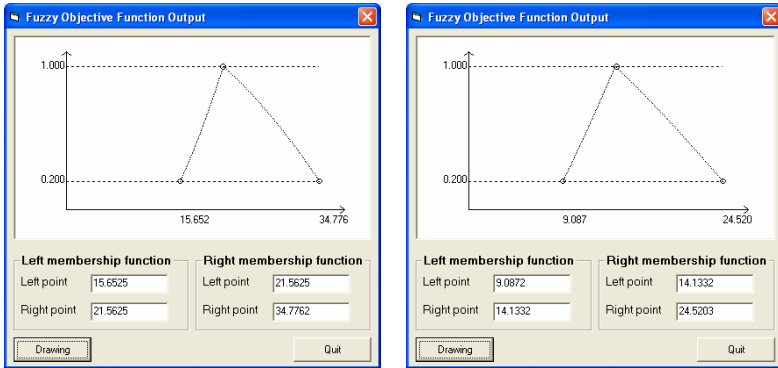 Fuzzy Objective Function Output
1.000
0.200
15.652 34.776
Left membership function
Left point 15.6525
Right point 21.5625
Right membership function
Left point 21.5625
Right point 34.7762
Drawing Quit
Fuzzy Objective Function Output
1.000
0.200
9.087 24.520
Left membership function
Left point 9.0872
Right point 14.1332
Right membership function
Left point 14.1332
Right point 24.5203
Drawing Quit